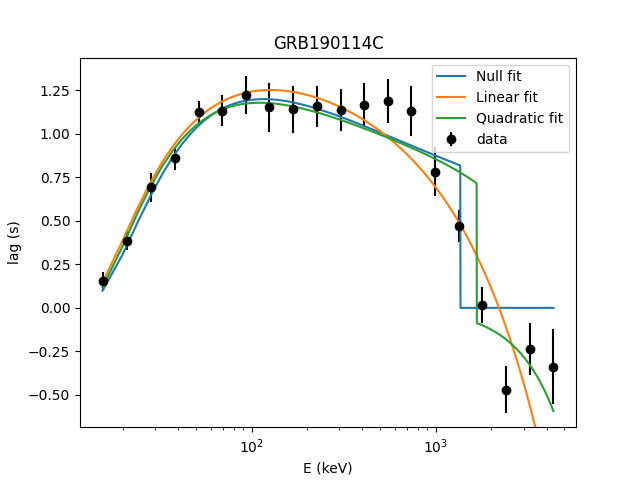 GRB190114C
Null fit
Linear fit
Quadratic fit
data
lag (s)
1.25
1.00
0.75
0.50
0.25
0.00
−0.25
−0.50
10²
10³
E (keV)